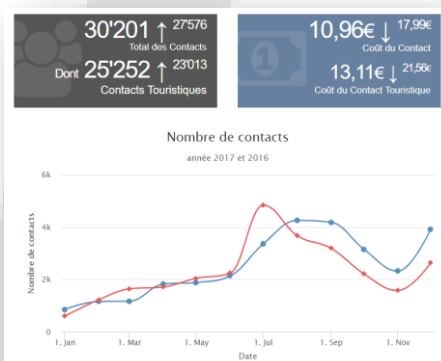 30'201 ↑ 27'576
Total des Contacts
Dont 25'252 ↑ 23'013
Contacts Touristiques
10,96€ ↓ 17,99€
Coût du Contact
13,11€ ↓ 21,56€
Coût du Contact Touristique
1
Nombre de contacts
année 2017 et 2016
Nombre de contacts
6k
4k
2k
0
1. Jan
1. Mar
1. May
1. Jul
1. Sep
1. Nov
Date